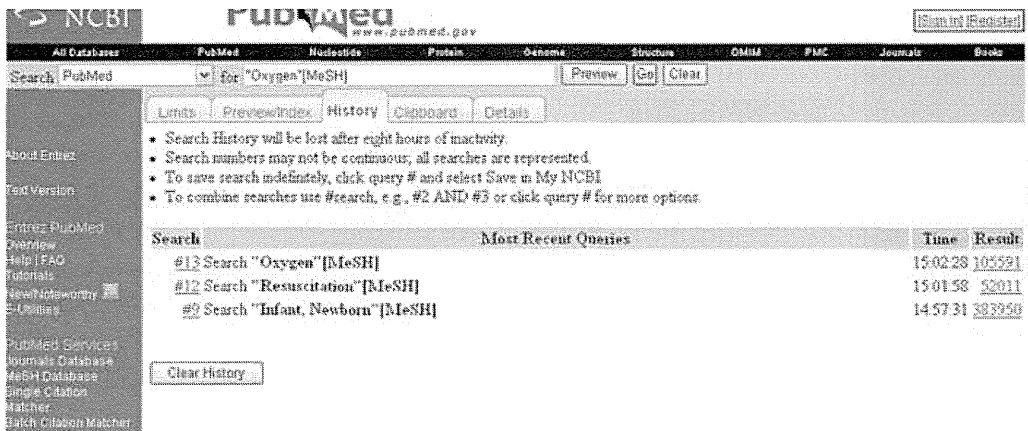 NCBI
PubMed
www.pubmed.gov
[Sign In] [Register]
All Databases PubMed Nucleotide Protein Genome Structure OMIM PMC Journals Books
Search PubMed for "Oxygen"[MeSH] Preview Go Clear
Limits Preview/Index History Clipboard Details
• Search History will be lost after eight hours of inactivity.
• Search numbers may not be continuous; all searches are represented.
• To save search indefinitely, click query # and select Save in My NCBI.
• To combine searches use #search, e.g., #2 AND #3 or click query # for more options.
About Entrez
Text Version
Entrez PubMed
Overview
Help | FAQ
Tutorials
New/Noteworthy
E-Utilities
PubMed Services
Journals Database
MeSH Database
Single Citation
Matcher
Batch Citation Matcher
Search Most Recent Queries Time Result
#13 Search "Oxygen"[MeSH] 15:02:28 105591
#12 Search "Resuscitation"[MeSH] 15:01:58 52011
#9 Search "Infant, Newborn"[MeSH] 14:57:31 383950
Clear History